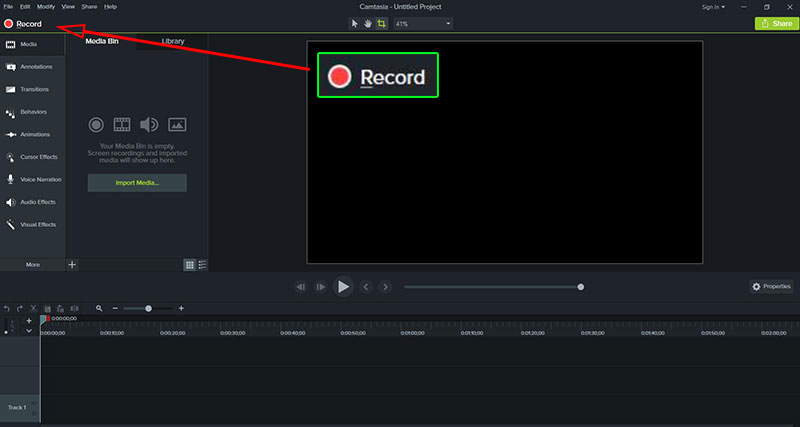 File Edit Modify View Share Help
Camtasia - Untitled Project
Sign In
Record
41%
Share
Media
Annotations
Transitions
Behaviors
Animations
Cursor Effects
Voice Narration
Audio Effects
Visual Effects
More
Media Bin
Library
Your Media Bin is empty.
Screen recordings and imported
media will show up here.
Import Media...
Record
Properties
0:00:00;00
0:00:00;00 0:00:10;00 0:00:20;00 0:00:30;00 0:00:40;00 0:00:50;00 0:01:00;00 0:01:10;00 0:01:20;00 0:01:30;00 0:01:40;00 0:01:50;00 0:02:00;00
Track 1